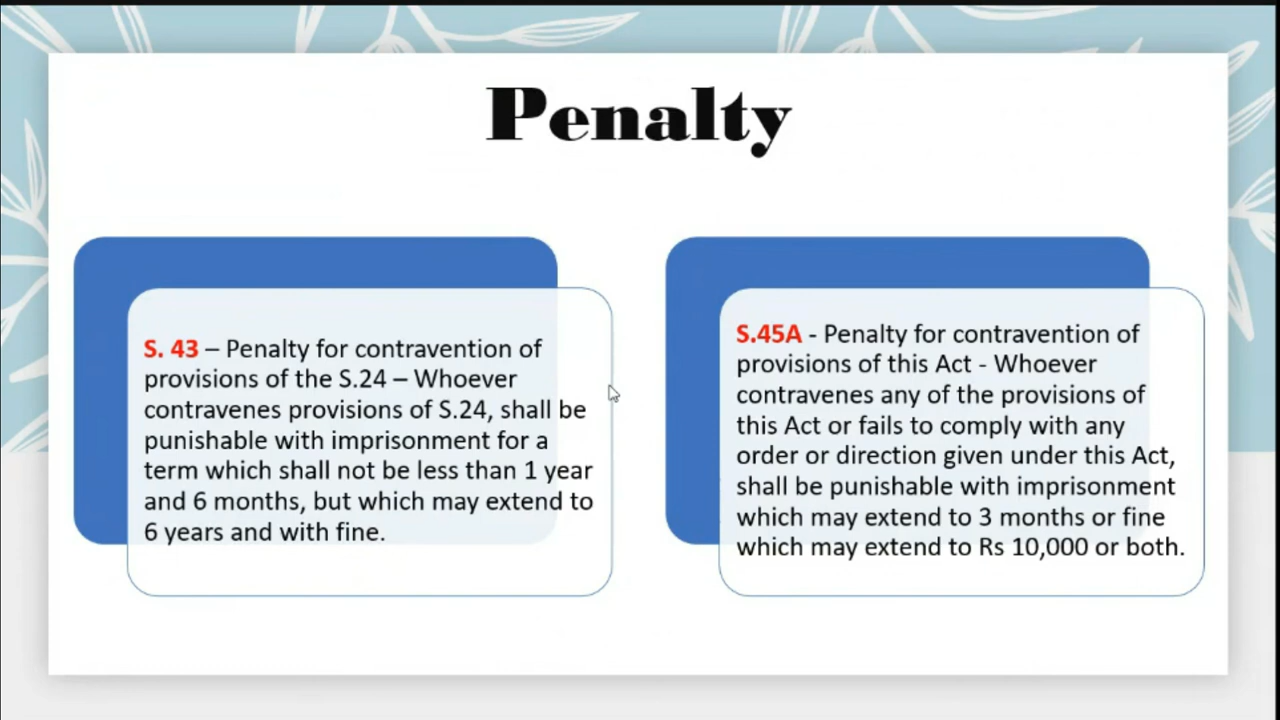 Penalty
S. 43 – Penalty for contravention of
provisions of the S.24 – Whoever
contravenes provisions of S.24, shall be
punishable with imprisonment for a
term which shall not be less than 1 year
and 6 months, but which may extend to
6 years and with fine.
S.45A - Penalty for contravention of
provisions of this Act - Whoever
contravenes any of the provisions of
this Act or fails to comply with any
order or direction given under this Act,
shall be punishable with imprisonment
which may extend to 3 months or fine
which may extend to Rs 10,000 or both.